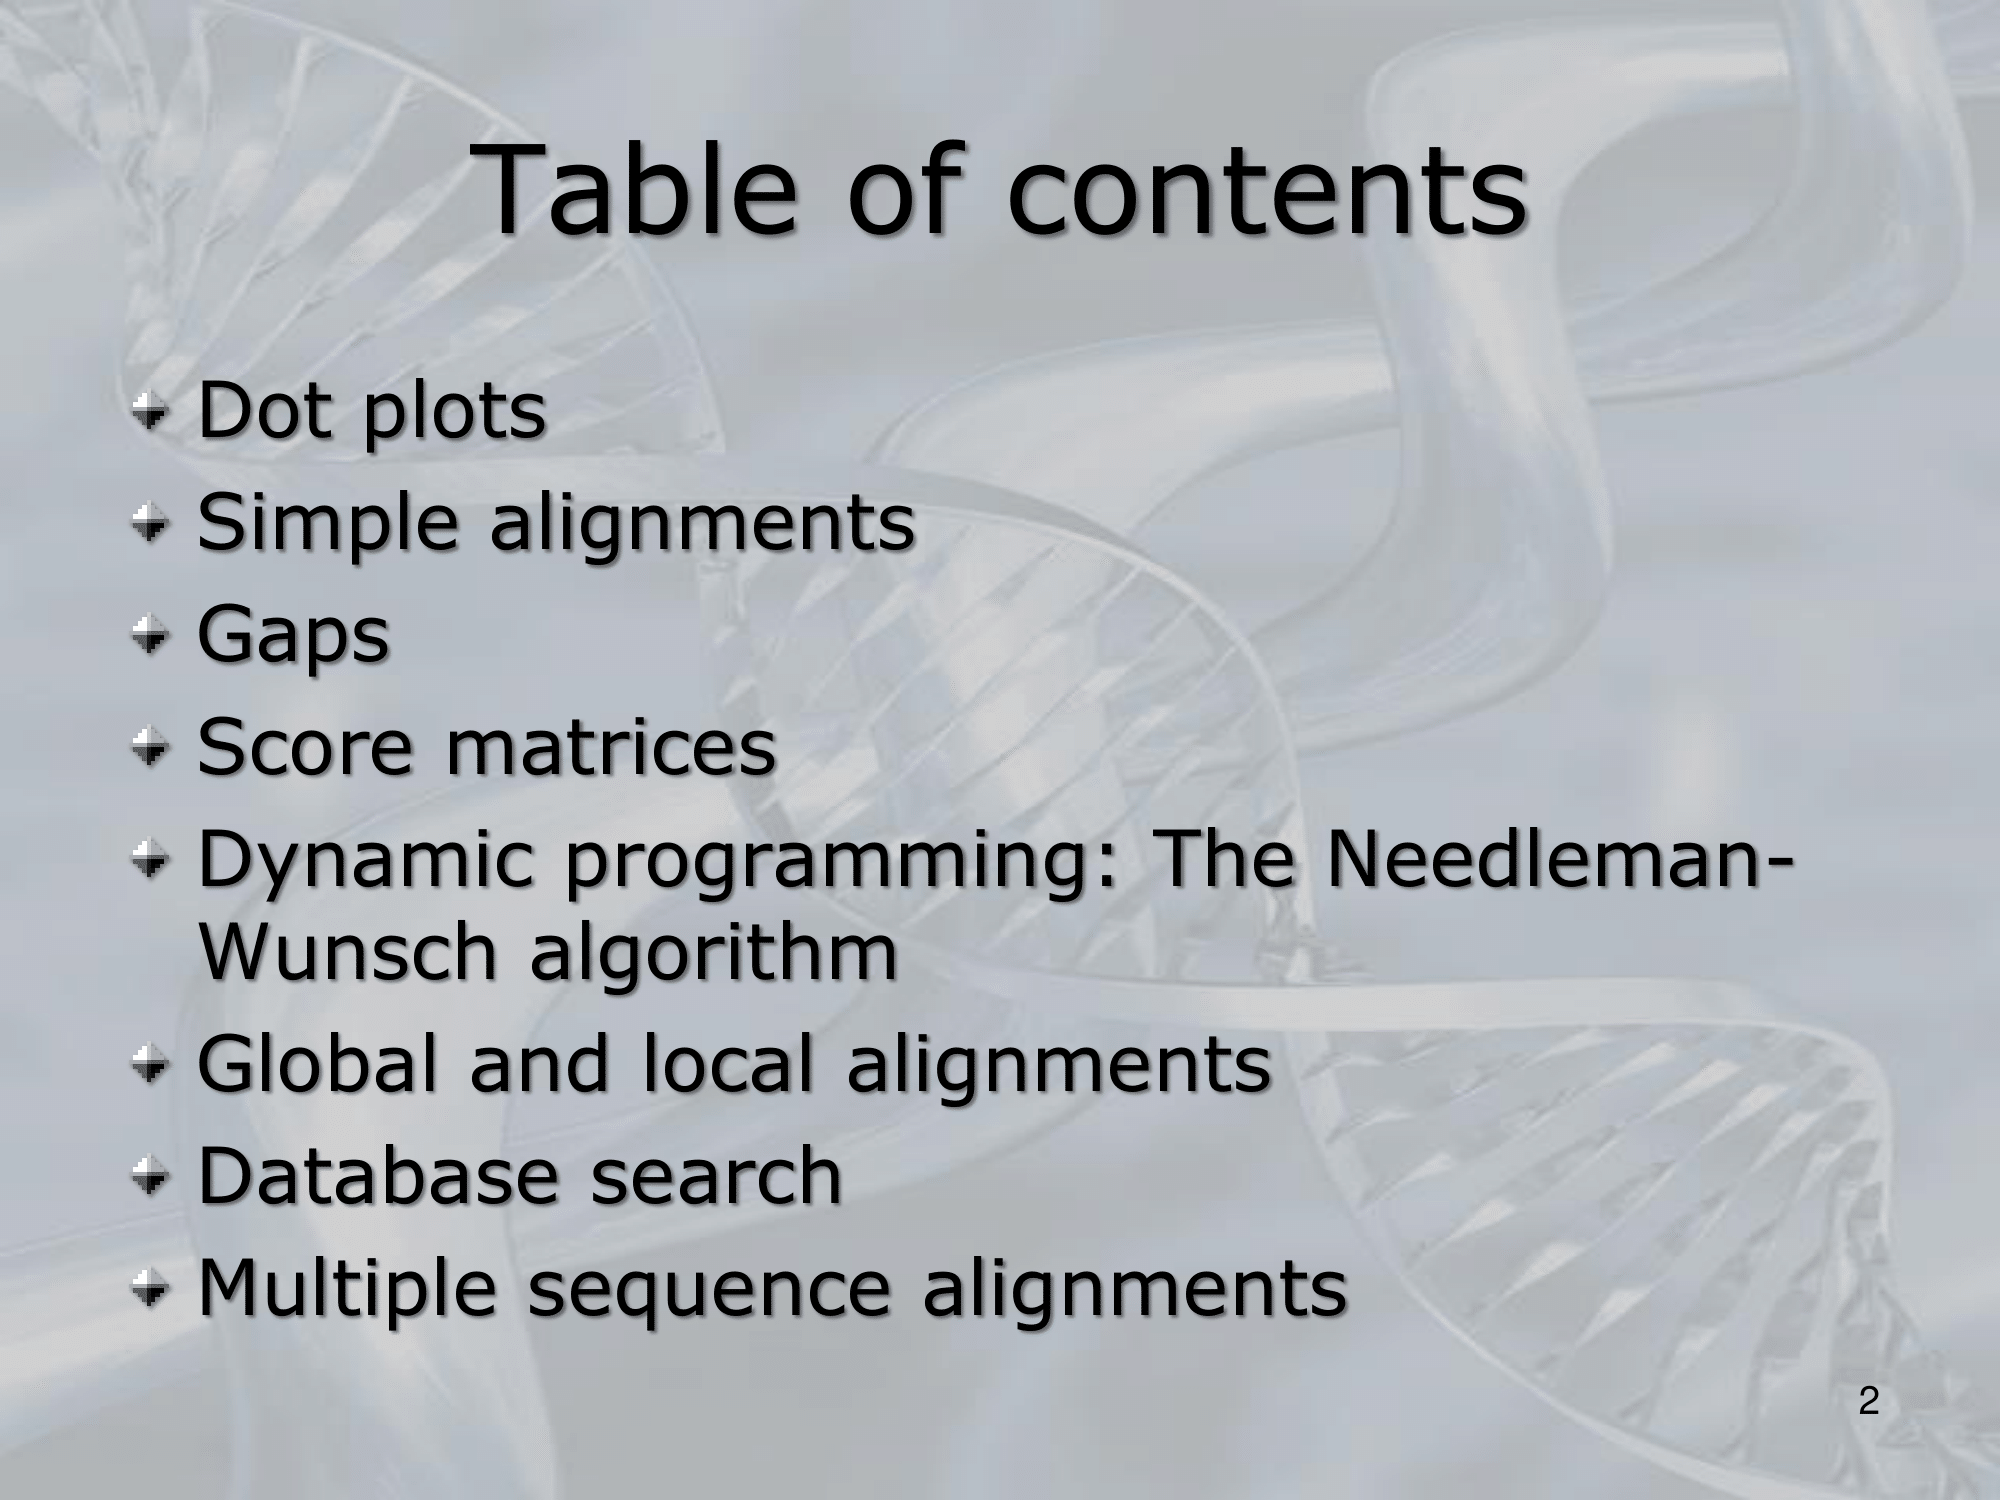 Table of contents
Dot plots
Simple alignments
Gaps
Score matrices
Dynamic programming: The Needleman-
Wunsch algorithm
Global and local alignments
Database search
Multiple sequence alignments
2